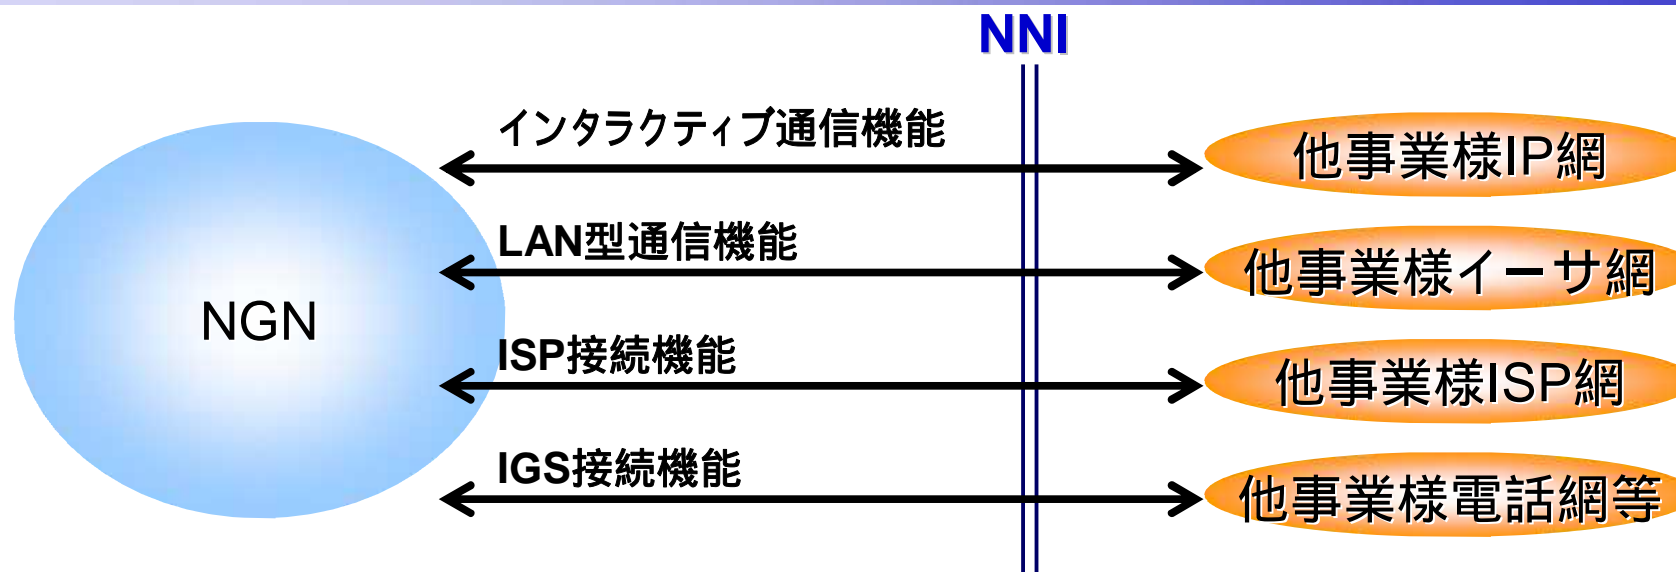 NNI
インタラクティブ通信機能
他事業様IP網
LAN型通信機能
他事業様イーサ網
NGN
ISP接続機能
他事業様ISP網
IGS接続機能
他事業様電話網等